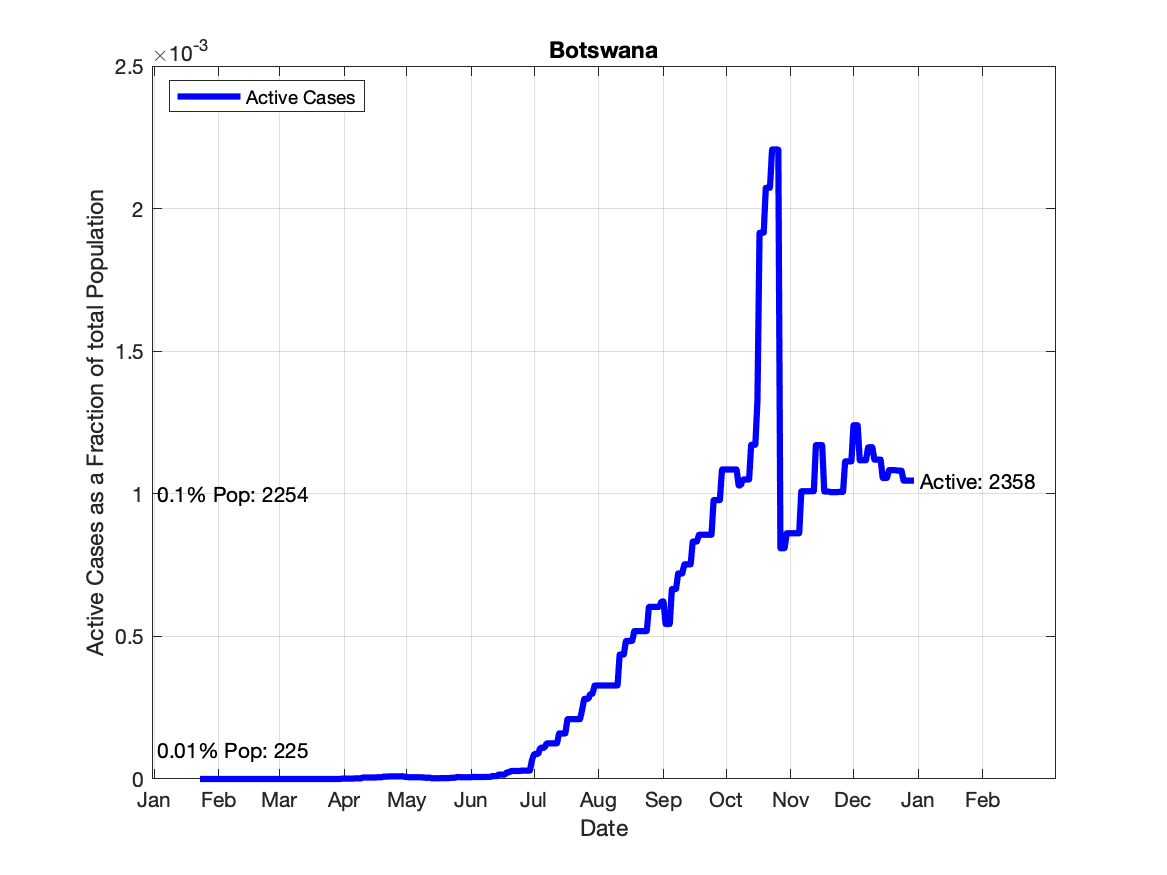 Botswana
×10-3
Active Cases
2.5
2
1.5
1
0.5
0
0.1% Pop: 2254
0.01% Pop: 225
Active: 2358
Active Cases as a Fraction of total Population
Jan Feb Mar Apr May Jun Jul Aug Sep Oct Nov Dec Jan Feb
Date